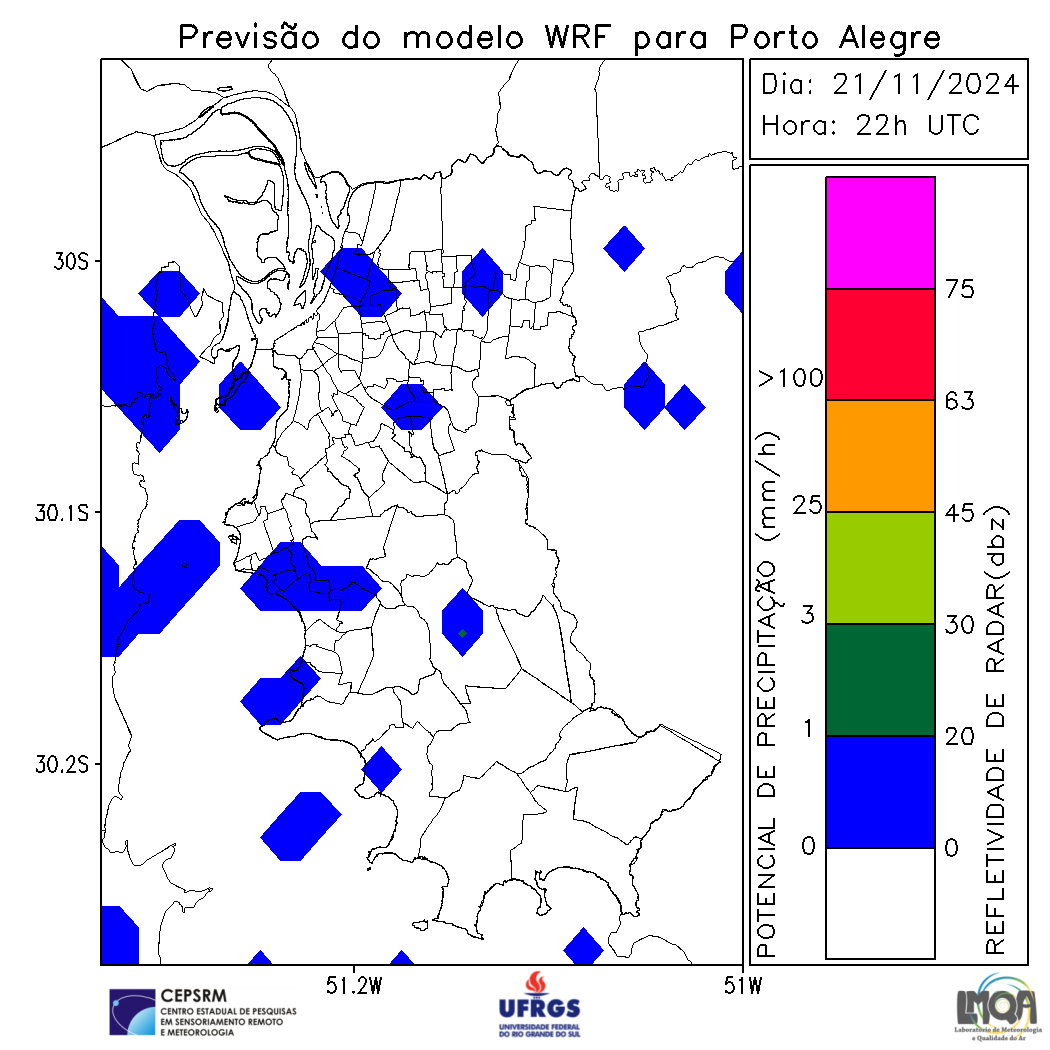 Previsão do modelo WRF para Porto Alegre
Dia: 21/11/2024
Hora: 22h UTC
30S
30.1S
30.2S
51.2W
51W
POTENCIAL DE PRECIPITAÇÃO (mm/h)
>100
25
3
1
0
75
63
45
30
20
0
REFLETIVIDADE DE RADAR(dbz)
CEPSRM
CENTRO ESTADUAL DE PESQUISAS
EM SENSORIAMENTO REMOTO
E METEOROLOGIA
UFRGS
UNIVERSIDADE FEDERAL
DO RIO GRANDE DO SUL
LMQA
Laboratório de Meteorologia
e Qualidade do Ar